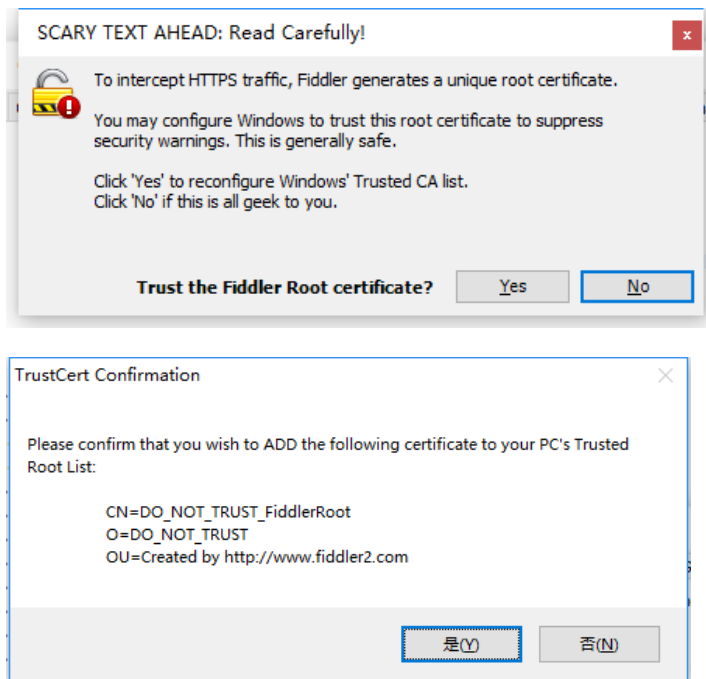 SCARY TEXT AHEAD: Read Carefully!
x
To intercept HTTPS traffic, Fiddler generates a unique root certificate.
You may configure Windows to trust this root certificate to suppress
security warnings. This is generally safe.
Click 'Yes' to reconfigure Windows' Trusted CA list.
Click 'No' if this is all geek to you.
Trust the Fiddler Root certificate? Yes No
TrustCert Confirmation
Please confirm that you wish to ADD the following certificate to your PC's Trusted
Root List:
CN=DO_NOT_TRUST_FiddlerRoot
O=DO_NOT_TRUST
OU=Created by http://www.fiddler2.com
是(Y) 否(N)